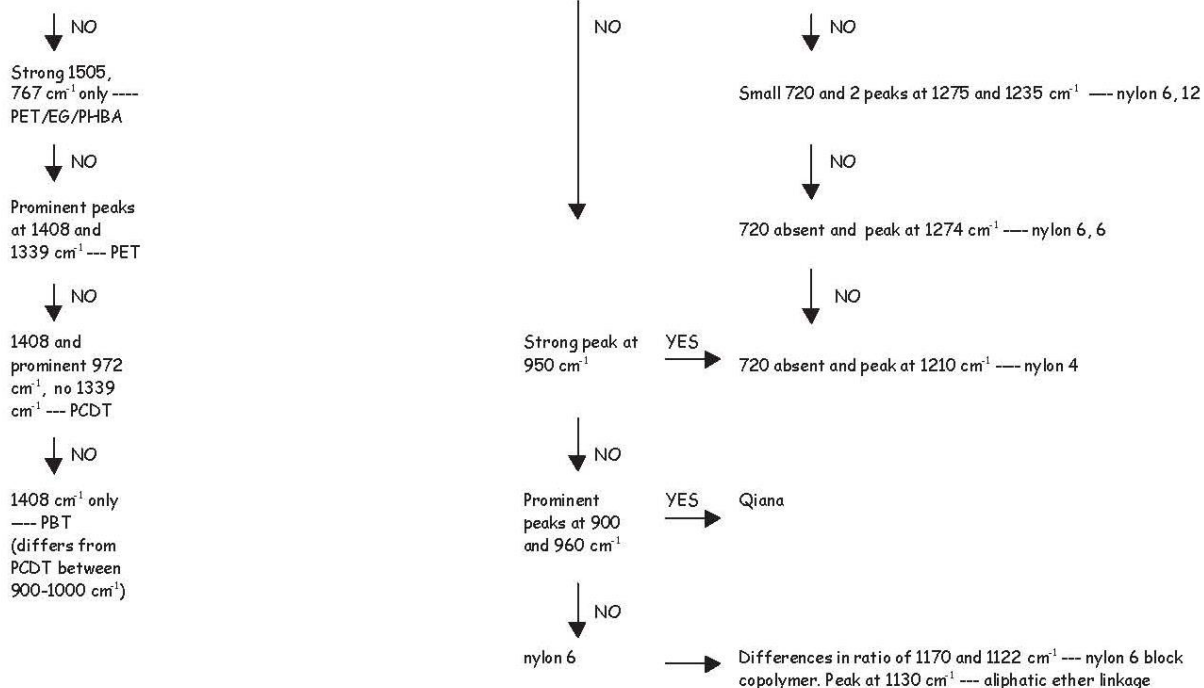 NO
Strong 1505,
767 cm⁻¹ only ----
PET/EG/PHBA
NO
Prominent peaks
at 1408 and
1339 cm⁻¹ --- PET
NO
1408 and
prominent 972
cm⁻¹, no 1339
cm⁻¹ --- PCDT
NO
1408 cm⁻¹ only
---- PBT
(differs from
PCDT between
900-1000 cm⁻¹)
NO
Strong peak at
950 cm⁻¹
YES
NO
Prominent
peaks at 900
and 960 cm⁻¹
YES
Qiana
NO
nylon 6
NO
Small 720 and 2 peaks at 1275 and 1235 cm⁻¹ ---- nylon 6, 12
NO
720 absent and peak at 1274 cm⁻¹ ---- nylon 6, 6
NO
720 absent and peak at 1210 cm⁻¹ ---- nylon 4
Differences in ratio of 1170 and 1122 cm⁻¹ --- nylon 6 block
copolymer. Peak at 1130 cm⁻¹ --- aliphatic ether linkage